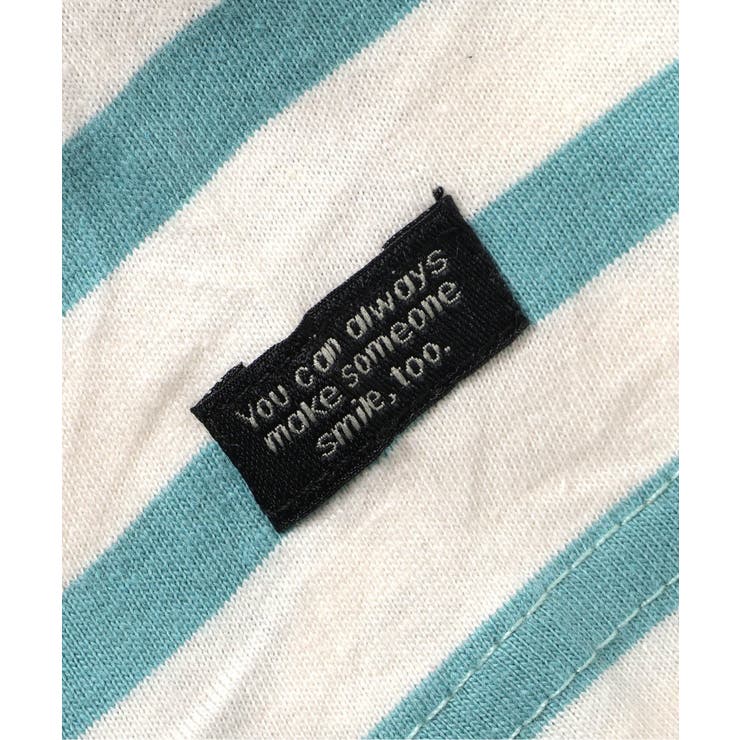 You can always
make someone
smile, too.